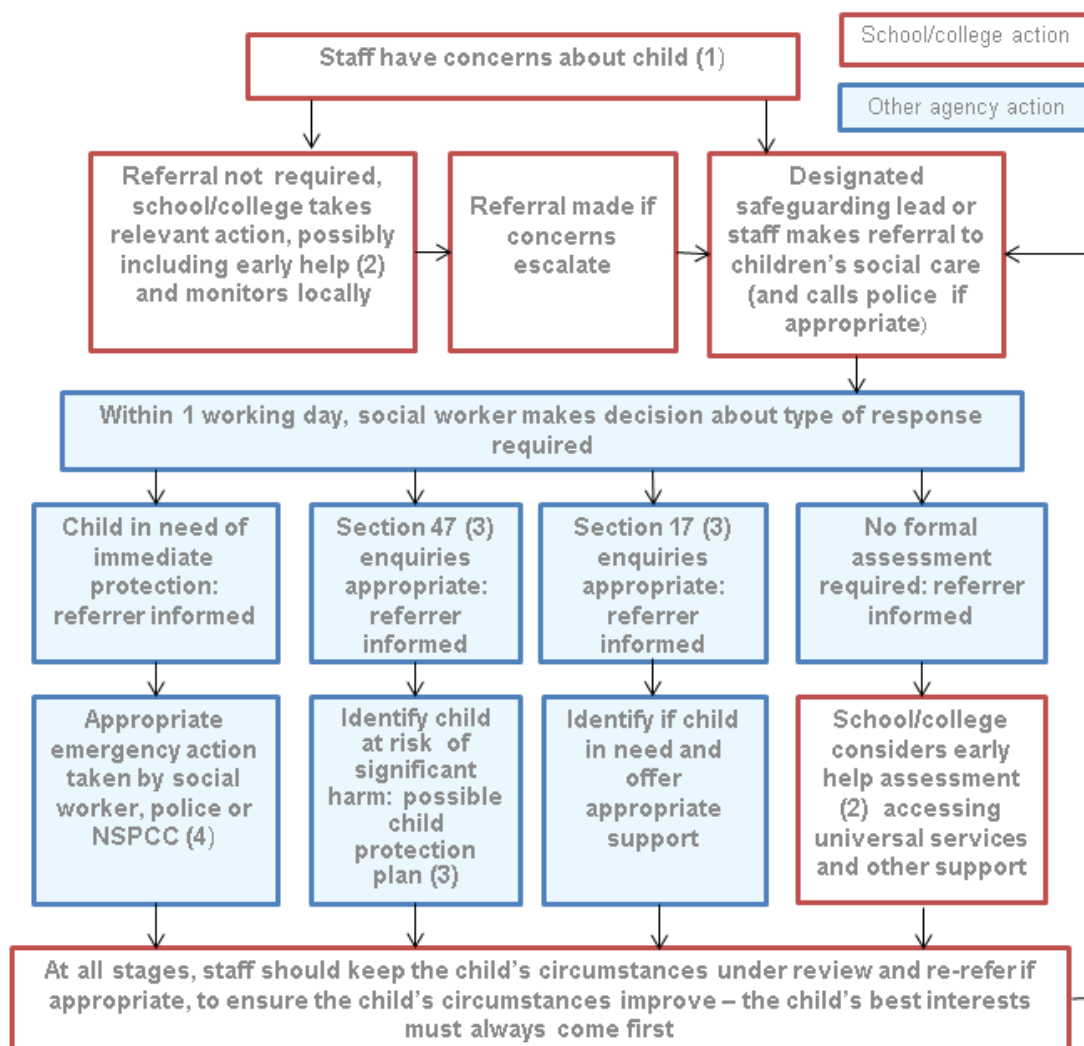 School/college action
Staff have concerns about child (1)
Other agency action
Referral not required,
school/college takes
relevant action, possibly
including early help (2)
and monitors locally
Referral made if
concerns
escalate
Designated
safeguarding lead or
staff makes referral to
children’s social care
(and calls police if
appropriate)
Within 1 working day, social worker makes decision about type of response
required
Child in need of
immediate
protection:
referrer informed
Section 47 (3)
enquiries
appropriate:
referrer
informed
Section 17 (3)
enquiries
appropriate:
referrer
informed
No formal
assessment
required: referrer
informed
Appropriate
emergency action
taken by social
worker, police or
NSPCC (4)
Identify child
at risk of
significant
harm: possible
child
protection
plan (3)
Identify if child
in need and
offer
appropriate
support
School/college
considers early
help assessment
(2) accessing
universal services
and other support
At all stages, staff should keep the child’s circumstances under review and re-refer if
appropriate, to ensure the child’s circumstances improve – the child’s best interests
must always come first